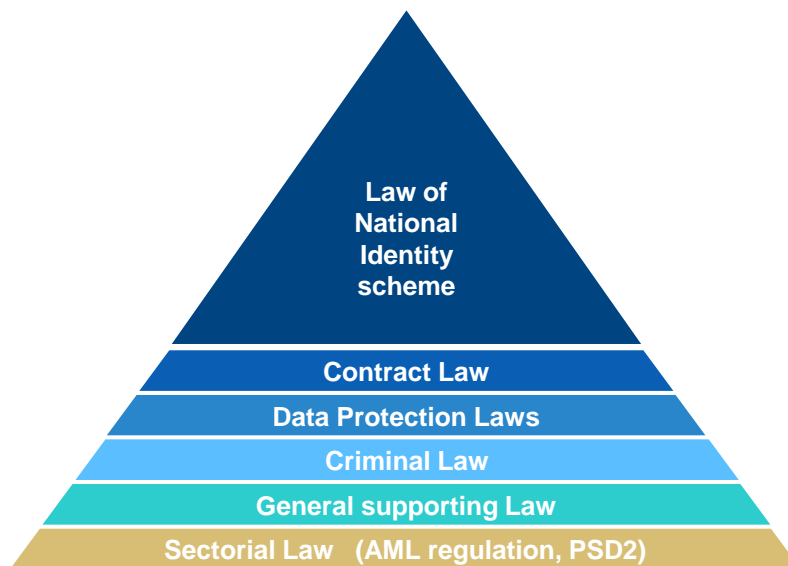 Law of
National
Identity
scheme
Contract Law
Data Protection Laws
Criminal Law
General supporting Law
Sectorial Law (AML regulation, PSD2)